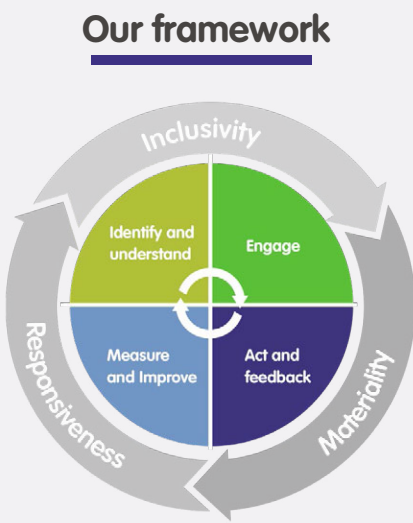 Our framework
Inclusivity
Identify and
understand
Engage
Measure
and Improve
Act and
feedback
Responsiveness
Materiality